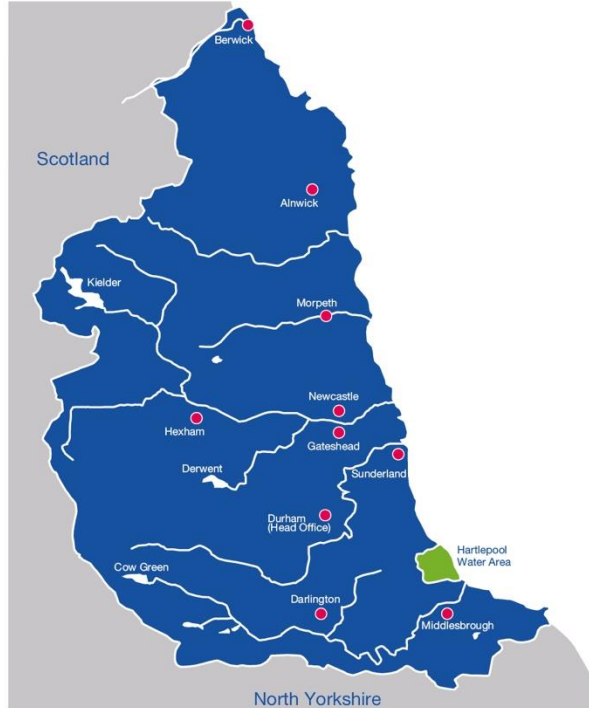 Berwick
Scotland
Alnwick
Kielder
Morpeth
Newcastle
Hexham
Gateshead
Derwent
Sunderland
Durham
(Head Office)
Hartlepool
Water Area
Cow Green
Darlington
Middlesbrough
North Yorkshire